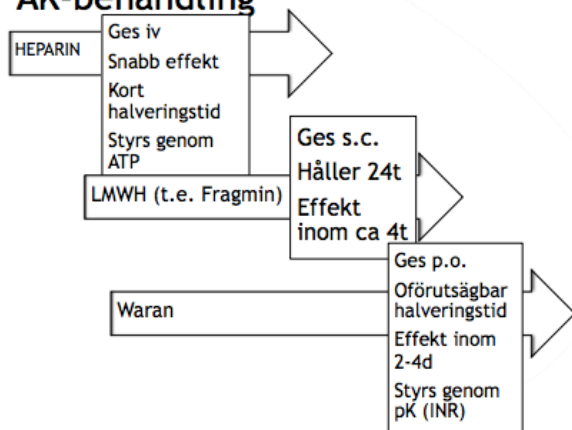 AK-behandling
HEPARIN
Ges iv
Snabb effekt
Kort
halveringstid
Styrs genom
ATP
LMWH (t.e. Fragmin)
Ges s.c.
Håller 24t
Effekt
inom ca 4t
Waran
Ges p.o.
Oförutsägbar
halveringstid
Effekt inom
2-4d
Styrs genom
pK (INR)